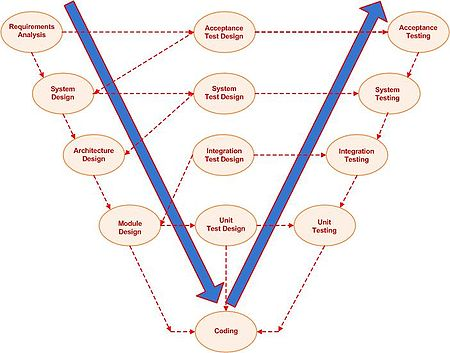 Requirements
Analysis
Acceptance
Test Design
Acceptance
Testing
System
Design
System
Test Design
System
Testing
Architecture
Design
Integration
Test Design
Integration
Testing
Module
Design
Unit
Test Design
Unit
Testing
Coding